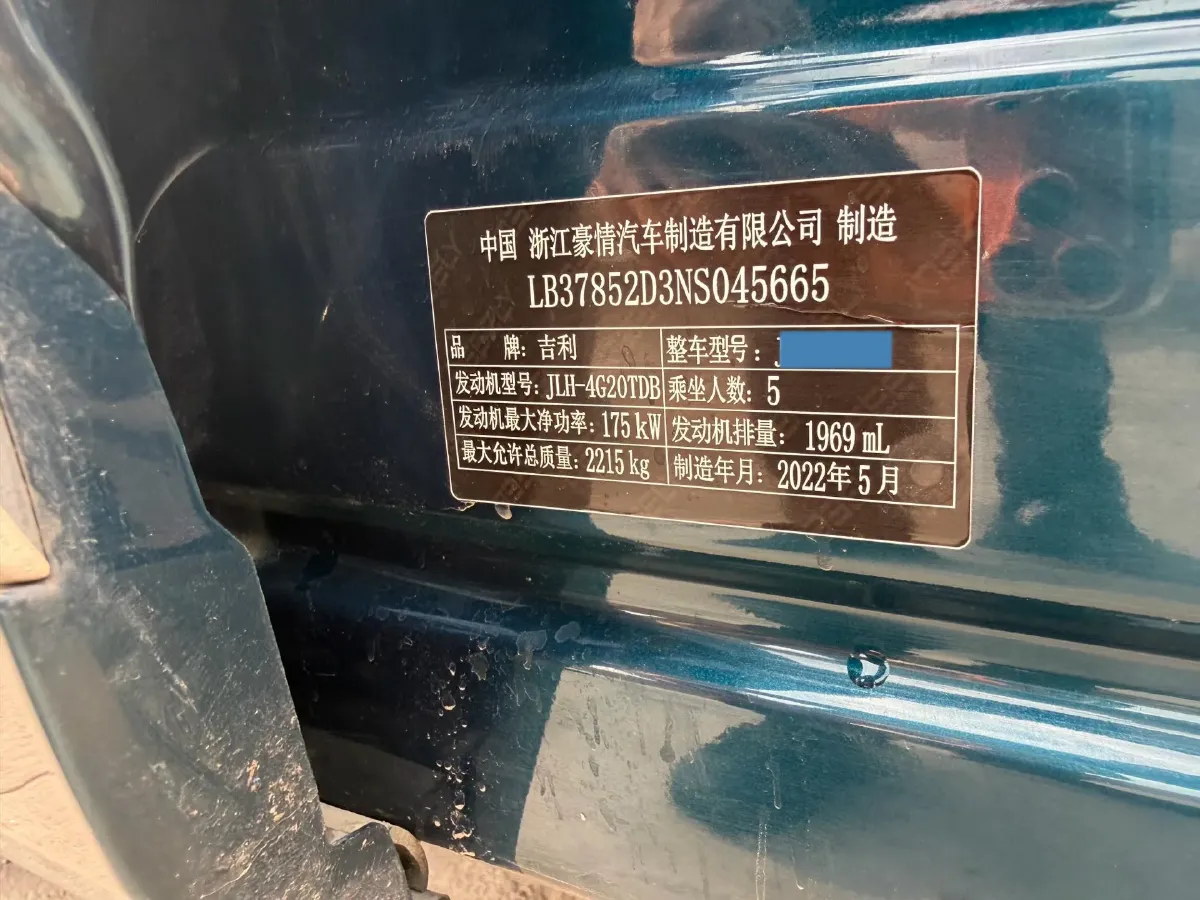 中国 浙江豪情汽车制造有限公司 制造
LB37852D3NS045665
品 牌：吉利 整车型号：
发动机型号：JLH-4G20TDB 乘坐人数：5
发动机最大净功率：175 kW 发动机排量：1969 mL
最大允许总质量：2215 kg 制造年月：2022年5月